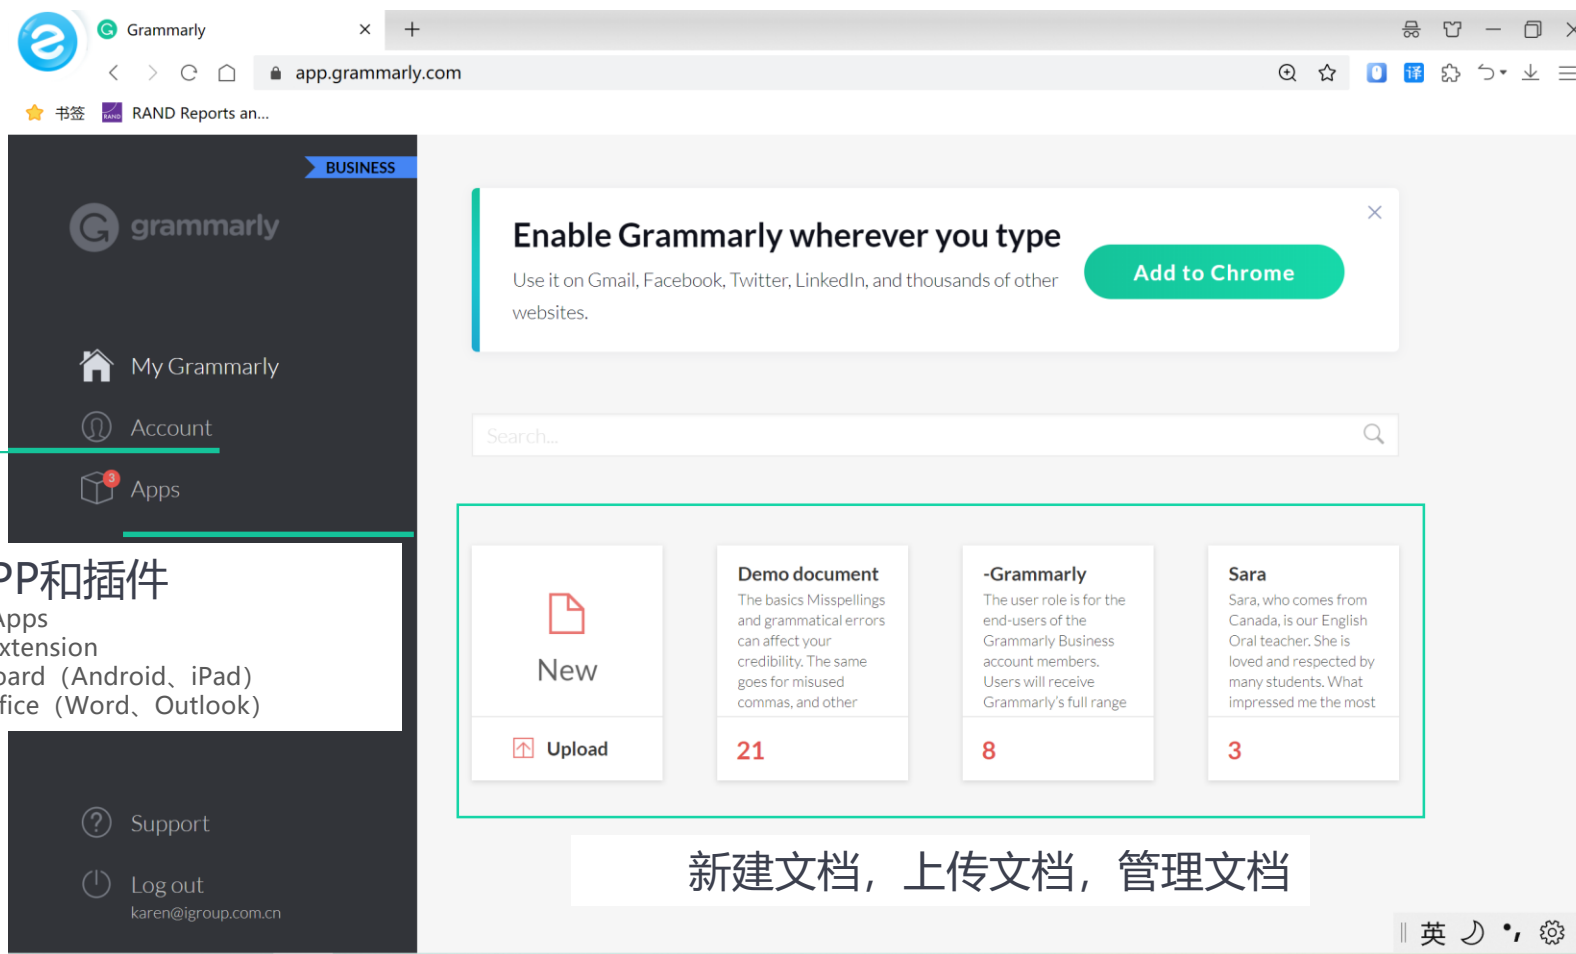 Grammarly
app.grammarly.com
译
书签
RAND
RAND Reports an...
BUSINESS
grammarly
My Grammarly
Account
3
Apps
PP和插件
Apps
xtension
oard（Android、iPad）
fice（Word、Outlook）
Support
Log out
karen@igroup.com.cn
Enable Grammarly wherever you type
Use it on Gmail, Facebook, Twitter, LinkedIn, and thousands of other
websites.
Add to Chrome
Search...
New
Upload
Demo document
The basics Misspellings
and grammatical errors
can affect your
credibility. The same
goes for misused
commas, and other
21
-Grammarly
The user role is for the
end-users of the
Grammarly Business
account members.
Users will receive
Grammarly's full range
8
Sara
Sara, who comes from
Canada, is our English
Oral teacher. She is
loved and respected by
many students. What
impressed me the most
3
新建文档，上传文档，管理文档
英